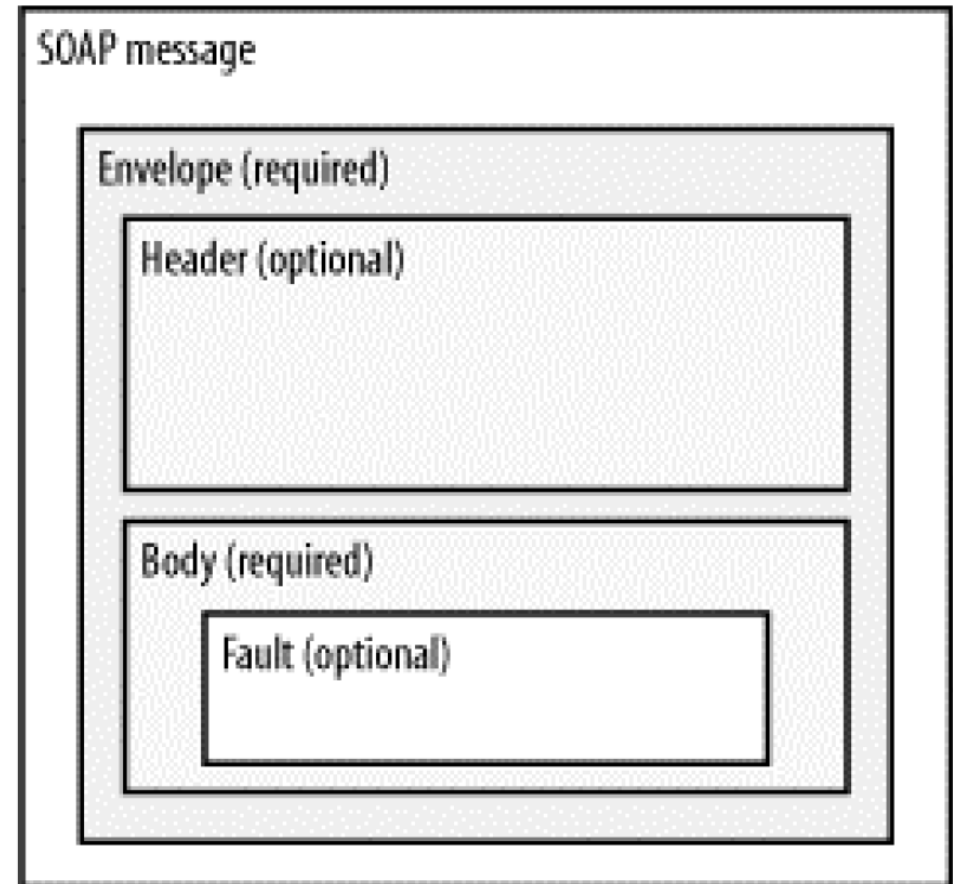 SOAP message
Envelope (required)
Header (optional)
Body (required)
Fault (optional)